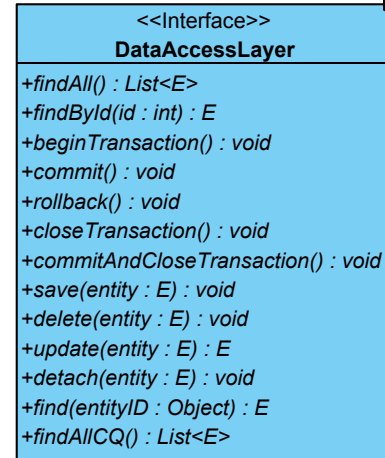 <<Interface>>
DataAccessLayer
+findAll() : List<E>
+findById(id : int) : E
+beginTransaction() : void
+commit() : void
+rollback() : void
+closeTransaction() : void
+commitAndCloseTransaction() : void
+save(entity : E) : void
+delete(entity : E) : void
+update(entity : E) : E
+detach(entity : E) : void
+find(entityID : Object) : E
+findAllCQ() : List<E>